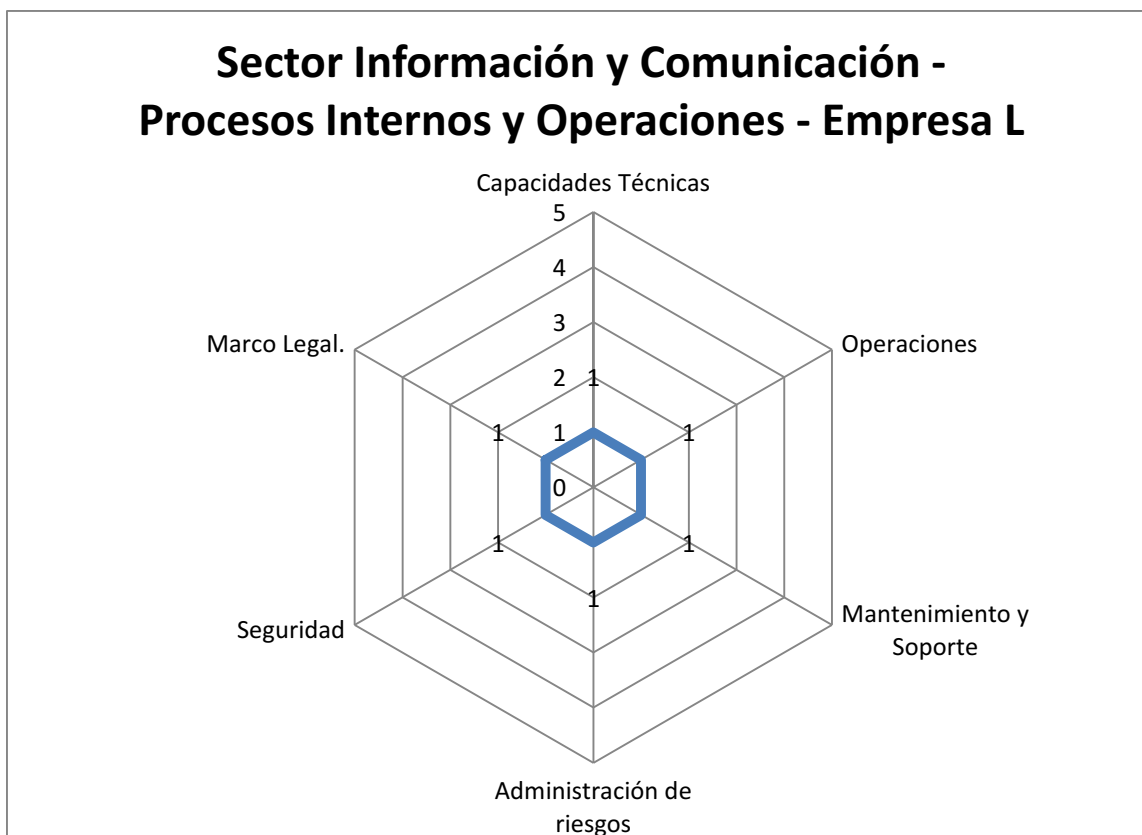 Sector Información y Comunicación -
Procesos Internos y Operaciones - Empresa L
Capacidades Técnicas
5
4
3
2
1
0
1
Operaciones
1
Mantenimiento y
Soporte
1
Administración de
riesgos
1
Seguridad
1
Marco Legal.
1